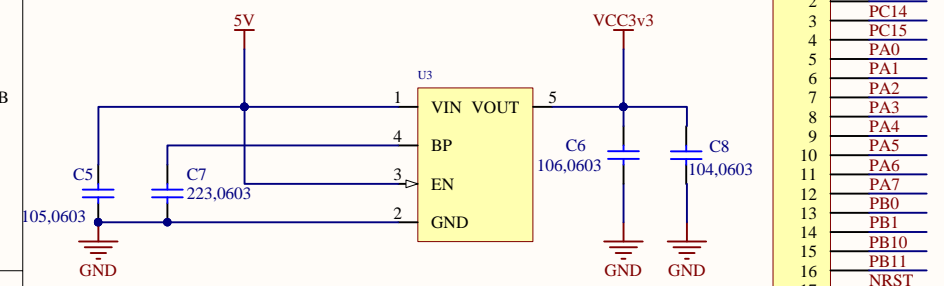 5V
VCC3v3
U3
B
1 VIN VOUT 5
4 BP
3 EN
2 GND
C5
105,0603
C7
223,0603
C6
106,0603
C8
104,0603
GND
GND
GND
2
3 PC14
4 PC15
5 PA0
6 PA1
7 PA2
8 PA3
9 PA4
10 PA5
11 PA6
12 PA7
13 PB0
14 PB1
15 PB10
16 PB11
17 NRST